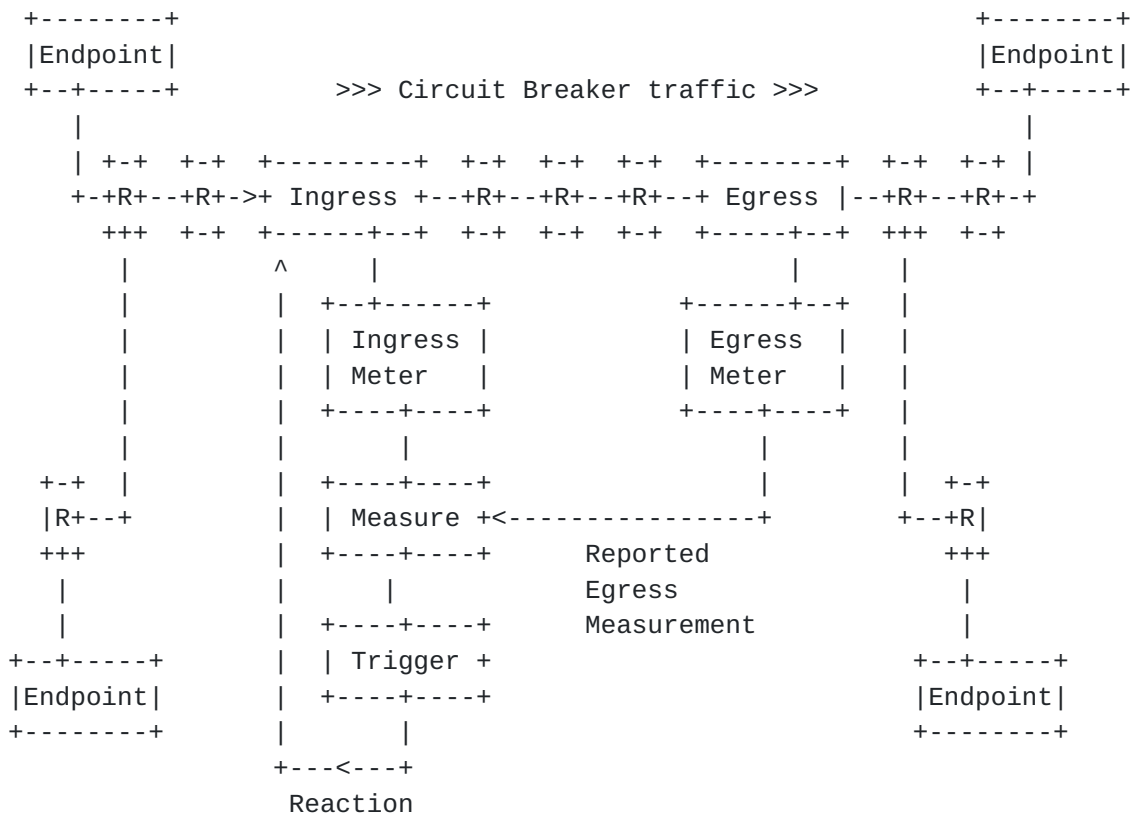 Endpoint Endpoint
>>> Circuit Breaker traffic >>>
R R Ingress R R R Egress R R
Ingress Egress
Meter Meter
R Measure R
Reported
Egress
Measurement
Trigger
Endpoint Endpoint
Reaction